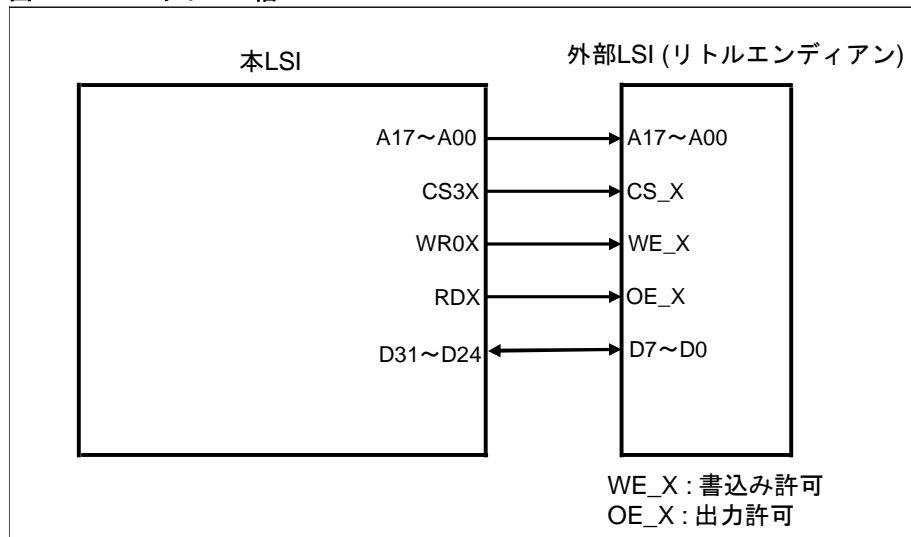 本LSI
外部LSI (リトルエンディアン)
A17～A00
A17～A00
CS3X
CS_X
WR0X
WE_X
RDX
OE_X
D31～D24
D7～D0
WE_X : 書込み許可
OE_X : 出力許可